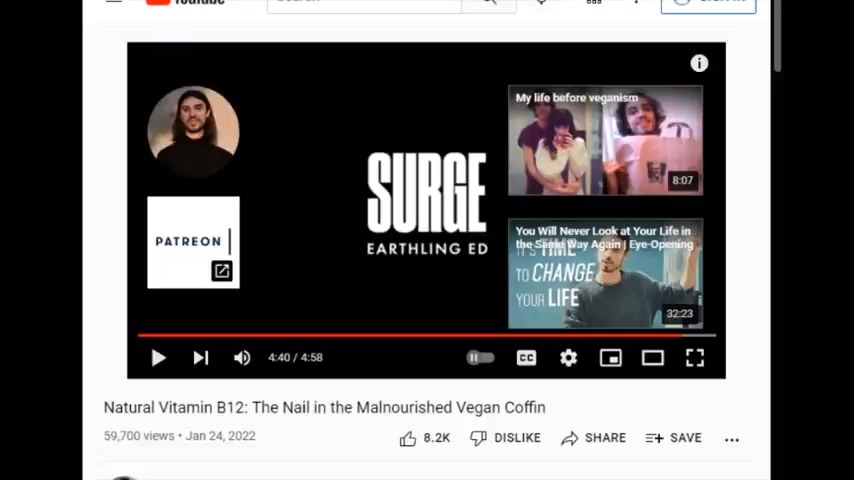 My life before veganism
8:07
SURGE
EARTHLING ED
PATREON
You Will Never Look at Your Life in
the Same Way Again | Eye-Opening
IT'S TIME
TO CHANGE
YOUR LIFE
32:23
4:40 / 4:58
CC
Natural Vitamin B12: The Nail in the Malnourished Vegan Coffin
59,700 views • Jan 24, 2022
8.2K DISLIKE SHARE SAVE